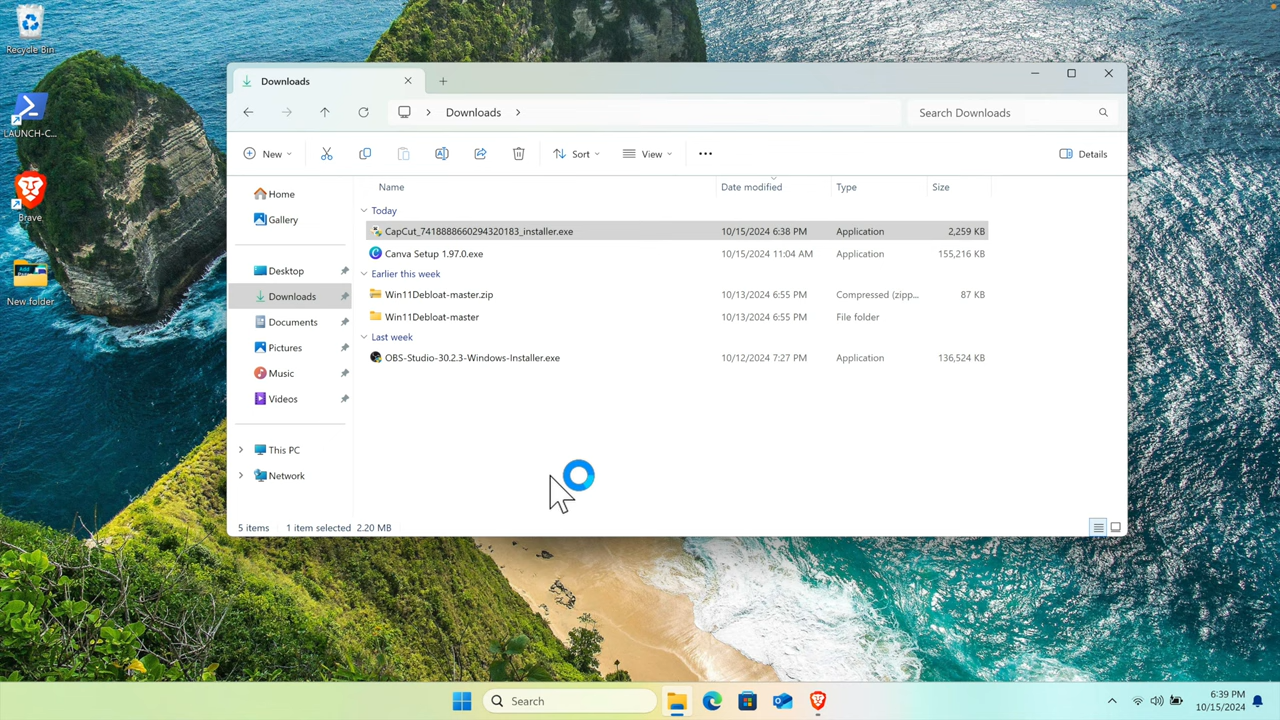 Recycle Bin
LAUNCH-C...
Brave
New folder
Downloads
Downloads
Search Downloads
New
Sort
View
Details
Name Date modified Type Size
Home
Gallery
Desktop
Downloads
Documents
Pictures
Music
Videos
This PC
Network
Today
CapCut_7418888660294320183_installer.exe 10/15/2024 6:38 PM Application 2,259 KB
Canva Setup 1.97.0.exe 10/15/2024 11:04 AM Application 155,216 KB
Earlier this week
Win11Debloat-master.zip 10/13/2024 6:55 PM Compressed (zipp... 87 KB
Win11Debloat-master 10/13/2024 6:55 PM File folder
Last week
OBS-Studio-30.2.3-Windows-Installer.exe 10/12/2024 7:27 PM Application 136,524 KB
5 items 1 item selected 2.20 MB
Search
6:39 PM
10/15/2024